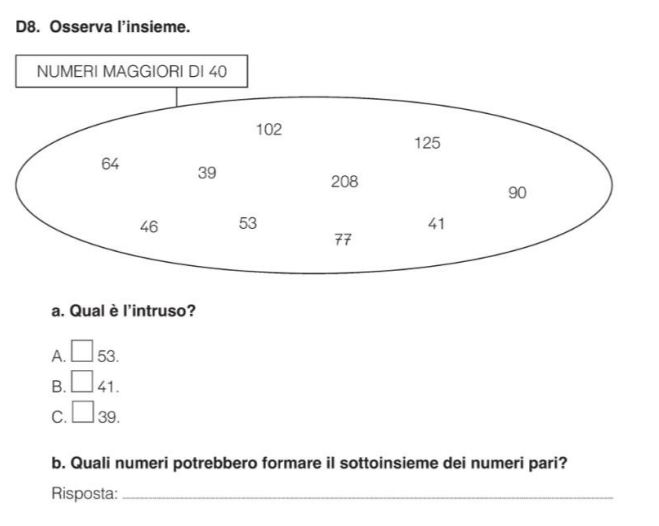 D8. Osserva l'insieme.
NUMERI MAGGIORI DI 40
102
125
64
39
208
90
46
53
77
41
a. Qual è l'intruso?
A. 53.
B. 41.
C. 39.
b. Quali numeri potrebbero formare il sottoinsieme dei numeri pari?
Risposta: